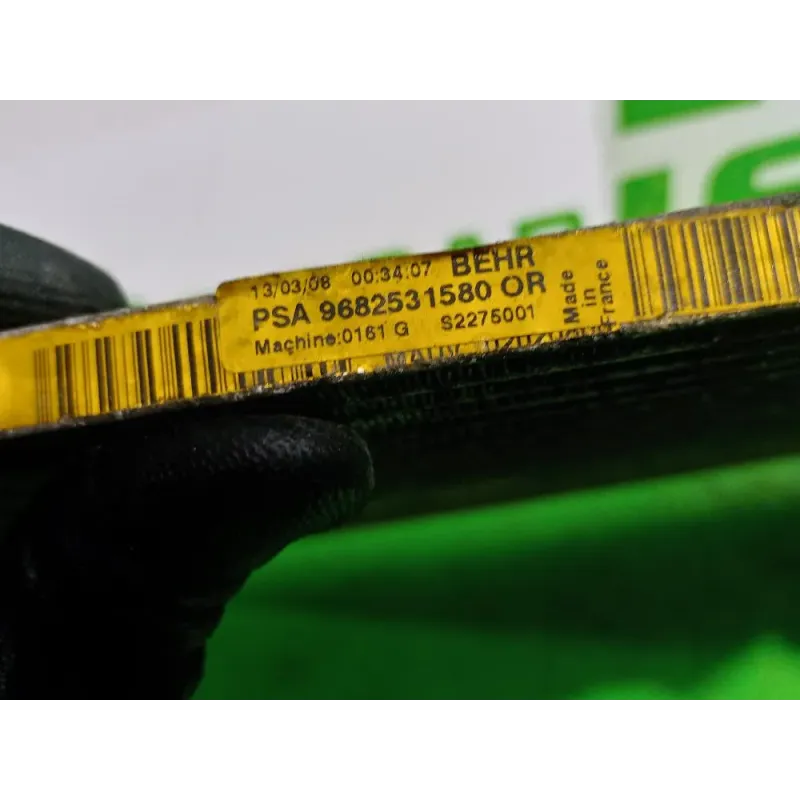 13/03/08 00:34:07 BEHR
PSA 9682531580 OR
Machine:0161 G S2275001
Made
in
France